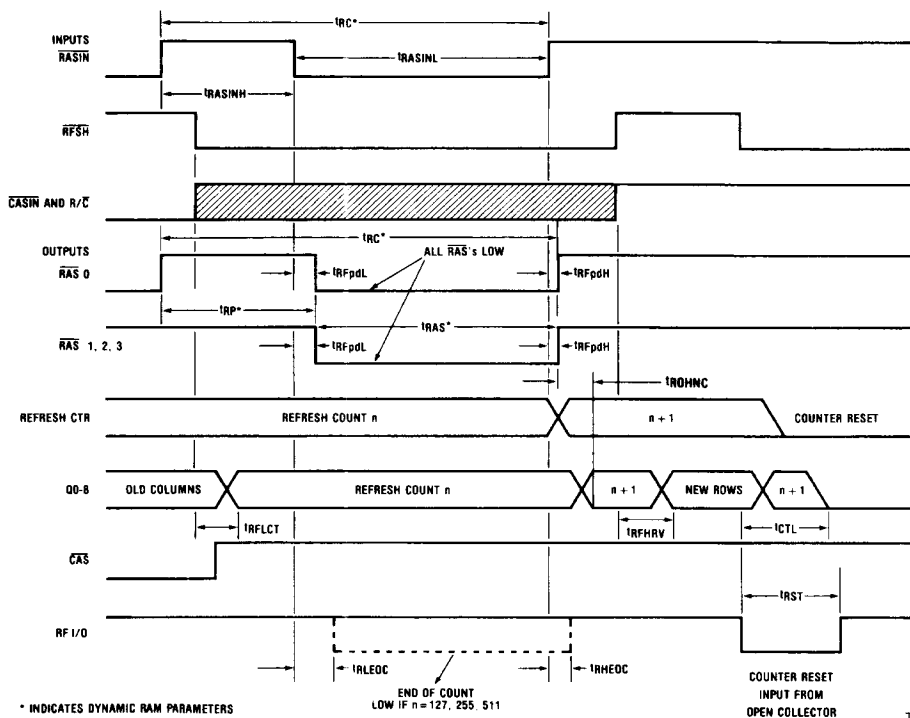 tRC*
INPUTS
RASIN
tRASINL
tRASINH
RFSH
CASIN AND R/C
tRC*
OUTPUTS
ALL RAS's LOW
RAS 0
tRFpdL
tRFpdH
tRP*
tRAS*
RAS 1, 2, 3
tRFpdL
tRFpdH
tROHNC
REFRESH CTR
REFRESH COUNT n
n + 1
COUNTER RESET
Q0-8
OLD COLUMNS
REFRESH COUNT n
n + 1
NEW ROWS
n + 1
tRFLCT
tRFHRV
tCTL
CAS
tRST
RF I/O
tRLEOC
tRHEOC
END OF COUNT
LOW IF n = 127, 255, 511
COUNTER RESET
INPUT FROM
OPEN COLLECTOR
* INDICATES DYNAMIC RAM PARAMETERS